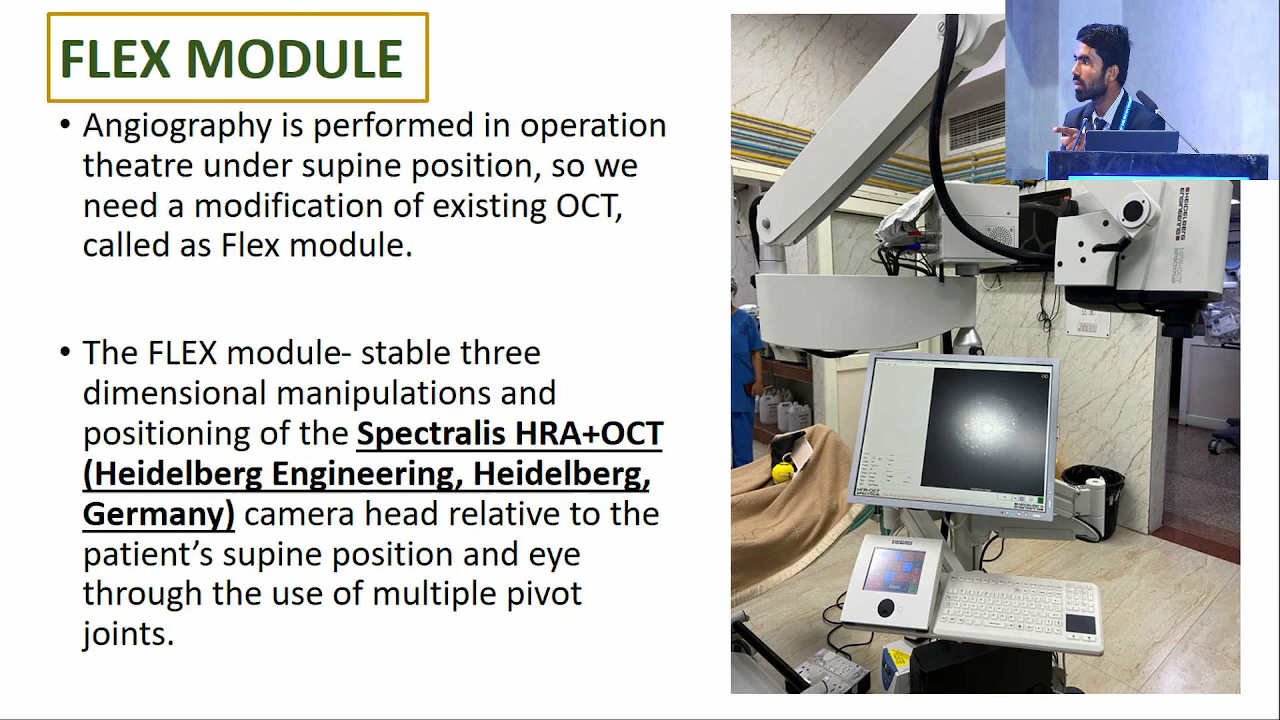 FLEX MODULE
• Angiography is performed in operation
theatre under supine position, so we
need a modification of existing OCT,
called as Flex module.
• The FLEX module- stable three
dimensional manipulations and
positioning of the Spectralis HRA+OCT
(Heidelberg Engineering, Heidelberg,
Germany) camera head relative to the
patient’s supine position and eye
through the use of multiple pivot
joints.
HEIDELBERG
ENGINEERING